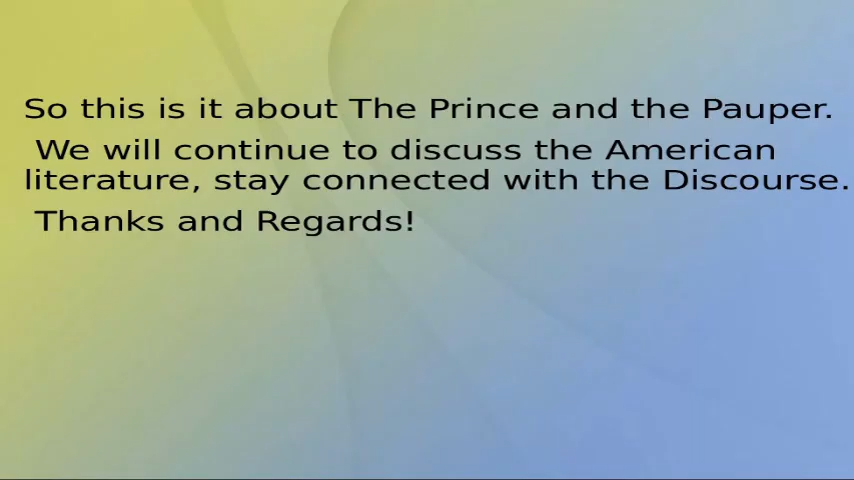 So this is it about The Prince and the Pauper.
We will continue to discuss the American
literature, stay connected with the Discourse.
Thanks and Regards!